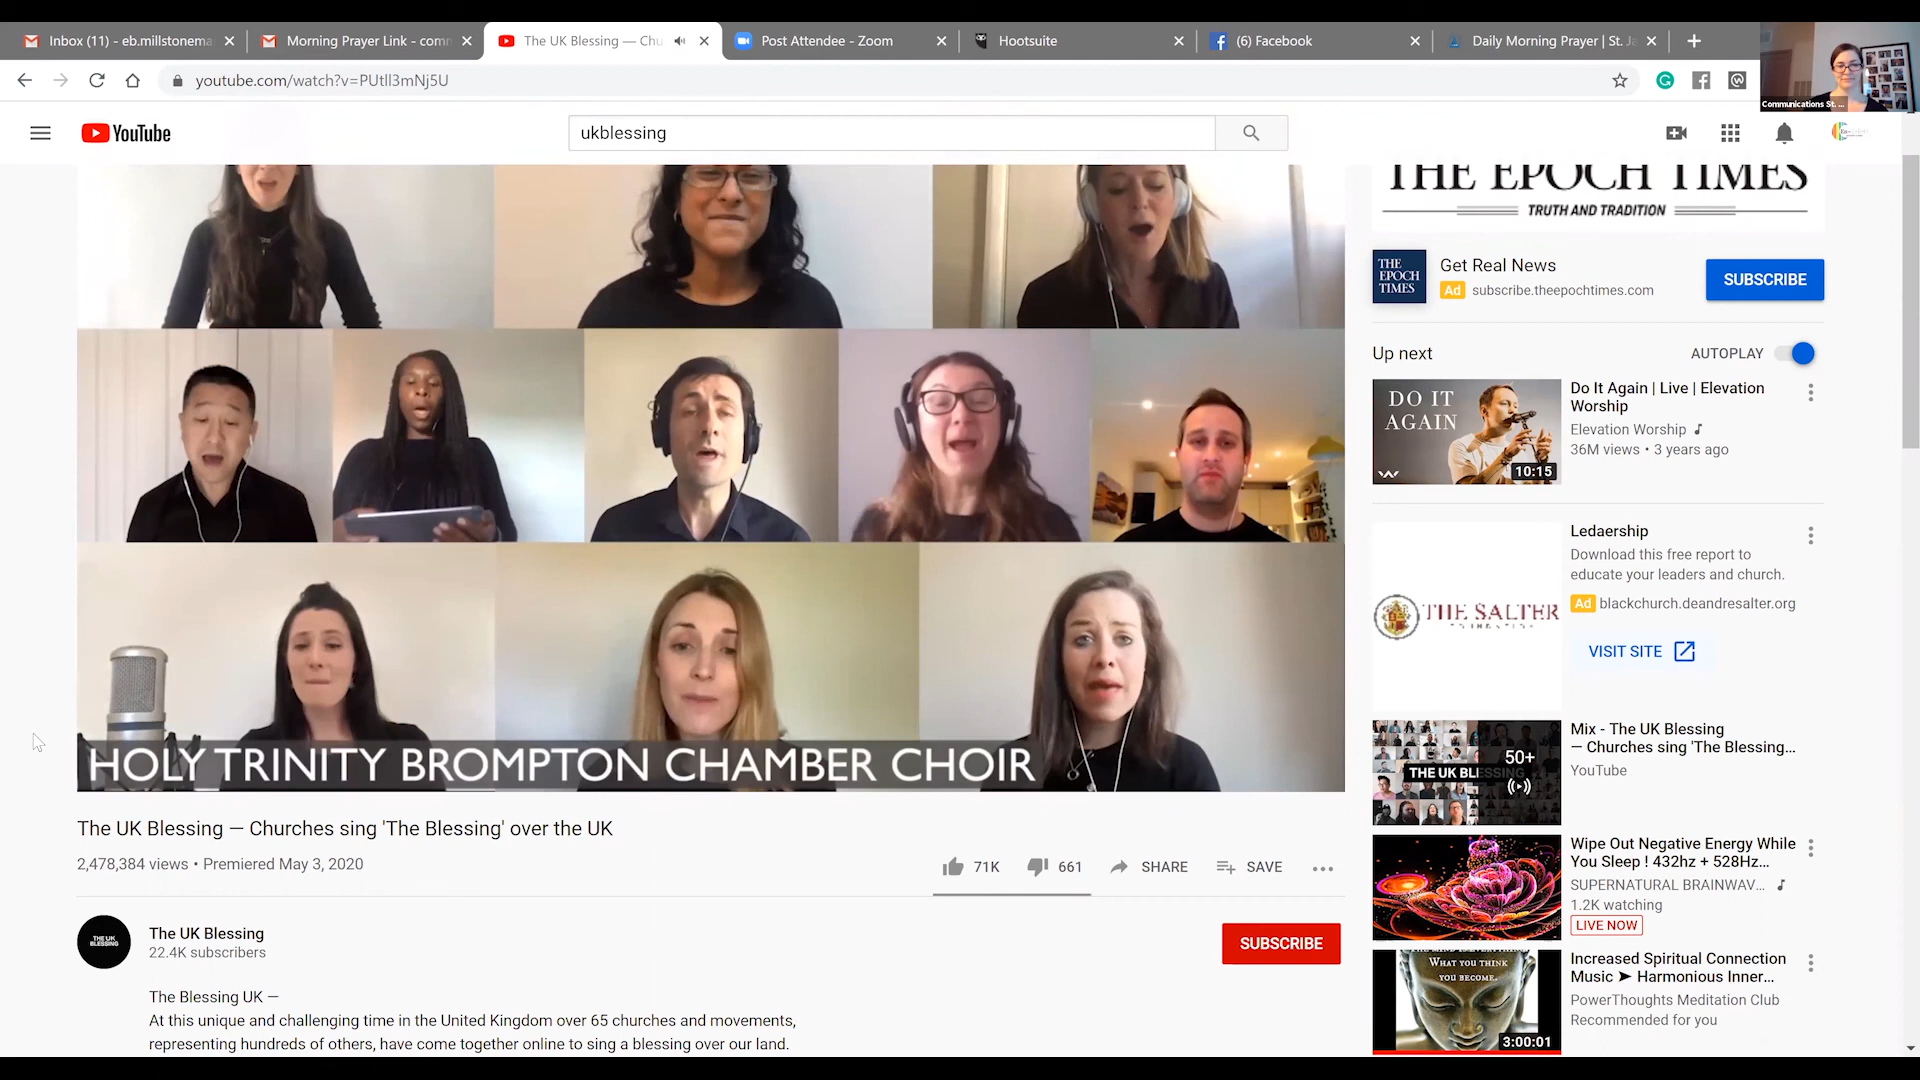 Inbox (11) - eb.millstonema
Morning Prayer Link - com
The UK Blessing — Chu
Post Attendee - Zoom
Hootsuite
(6) Facebook
Daily Morning Prayer | St. Ja
youtube.com/watch?v=PUtll3mNj5U
Communications St. ...
YouTube
ukblessing
THE EPOCH TIMES
TRUTH AND TRADITION
THE
EPOCH
TIMES
Get Real News
Ad subscribe.theepochtimes.com
SUBSCRIBE
Up next
AUTOPLAY
DO IT
AGAIN
10:15
Do It Again | Live | Elevation
Worship
Elevation Worship
36M views • 3 years ago
THE SALTER
Ledaership
Download this free report to
educate your leaders and church.
Ad blackchurch.deandresalter.org
VISIT SITE
THE UK BLESSING
50+
Mix - The UK Blessing
— Churches sing 'The Blessing...
YouTube
Wipe Out Negative Energy While
You Sleep ! 432hz + 528Hz...
SUPERNATURAL BRAINWAV...
1.2K watching
LIVE NOW
WHAT YOU THINK
YOU BECOME.
3:00:01
Increased Spiritual Connection
Music ➤ Harmonious Inner...
PowerThoughts Meditation Club
Recommended for you
HOLY TRINITY BROMPTON CHAMBER CHOIR
The UK Blessing — Churches sing 'The Blessing' over the UK
2,478,384 views • Premiered May 3, 2020
71K
661
SHARE
SAVE
THE UK
BLESSING
The UK Blessing
22.4K subscribers
SUBSCRIBE
The Blessing UK —
At this unique and challenging time in the United Kingdom over 65 churches and movements,
representing hundreds of others, have come together online to sing a blessing over our land.